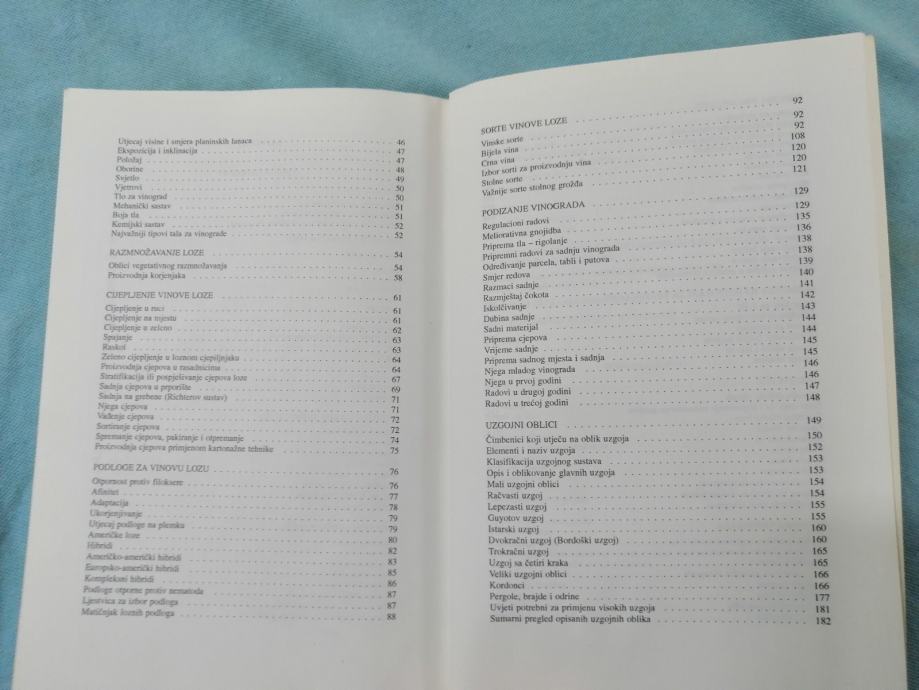 Utjecaj visine i smjera planinskih lanaca 46
Ekspozicija i inklinacija 47
Položaj 47
Oborine 48
Svjetlo 49
Vjetrovi 50
Tlo za vinograd 50
Mehanički sastav 51
Boja tla 51
Kemijski sastav 52
Najvažniji tipovi tala za vinograde 52
RAZMNOŽAVANJE LOZE 54
Oblici vegetativnog razmnožavanja 54
Proizvodnja korjenjaka 58
CIJEPLJENJE VINOVE LOZE 61
Cijepljenje u ruci 61
Cijepljenje na mjestu 61
Cijepljenje u zeleno 62
Spajanje 63
Raskol 63
Zeleno cijepljenje u loznom cjepilnjaku 64
Proizvodnja cjepova u rasadnicima 64
Stratifikacija ili pospješivanje cjepova loze 67
Sadnja cjepova u prporište 69
Sadnja na grebene (Richterov sustav) 71
Njega cjepova 71
Vađenje cjepova 72
Sortiranje cjepova 72
Spremanje cjepova, pakiranje i otpremanje 74
Proizvodnja cjepova primjenom kartonažne tehnike 75
PODLOGE ZA VINOVU LOZU 76
Otpornost protiv filoksere 76
Afinitet 77
Adaptacija 78
Ukorjenjivanje 79
Utjecaj podloge na plemku 79
Američke loze 80
Hibridi 82
Američko-američki hibridi 83
Europsko-američki hibridi 85
Kompleksni hibridi 86
Podloge otporne protiv nematoda 87
Ljestvica za izbor podloga 87
Matičnjak loznih podloga 88
SORTE VINOVE LOZE 92
Vinske sorte 92
Bijela vina 92
Crna vina 108
Izbor sorti za proizvodnju vina 120
Stolne sorte 120
Važnije sorte stolnog grožđa 121
PODIZANJE VINOGRADA 129
Regulacioni radovi 129
Meliorativna gnojidba 135
Priprema tla – rigolanje 136
Pripremni radovi za sadnju vinograda 138
Određivanje parcela, tabli i putova 138
Smjer redova 139
Razmaci sadnje 140
Razmještaj čokota 141
Iskolčivanje 142
Dubina sadnje 143
Sadni materijal 144
Priprema cjepova 144
Vrijeme sadnje 145
Priprema sadnog mjesta i sadnja 145
Njega mladog vinograda 146
Njega u prvoj godini 146
Radovi u drugoj godini 147
Radovi u trećoj godini 148
UZGOJNI OBLICI 149
Čimbenici koji utječu na oblik uzgoja 150
Elementi i naziv uzgoja 152
Klasifikacija uzgojnog sustava 153
Opis i oblikovanje glavnih uzgoja 153
Mali uzgojni oblici 154
Račvasti uzgoj 154
Lepezasti uzgoj 155
Guyotov uzgoj 155
Istarski uzgoj 160
Dvokračni uzgoj (Bordoški uzgoj) 160
Trokračni uzgoj 165
Uzgoj sa četiri kraka 165
Veliki uzgojni oblici 166
Kordonci 166
Pergole, brajde i odrine 177
Uvjeti potrebni za primjenu visokih uzgoja 181
Sumarni pregled opisanih uzgojnih oblika 182